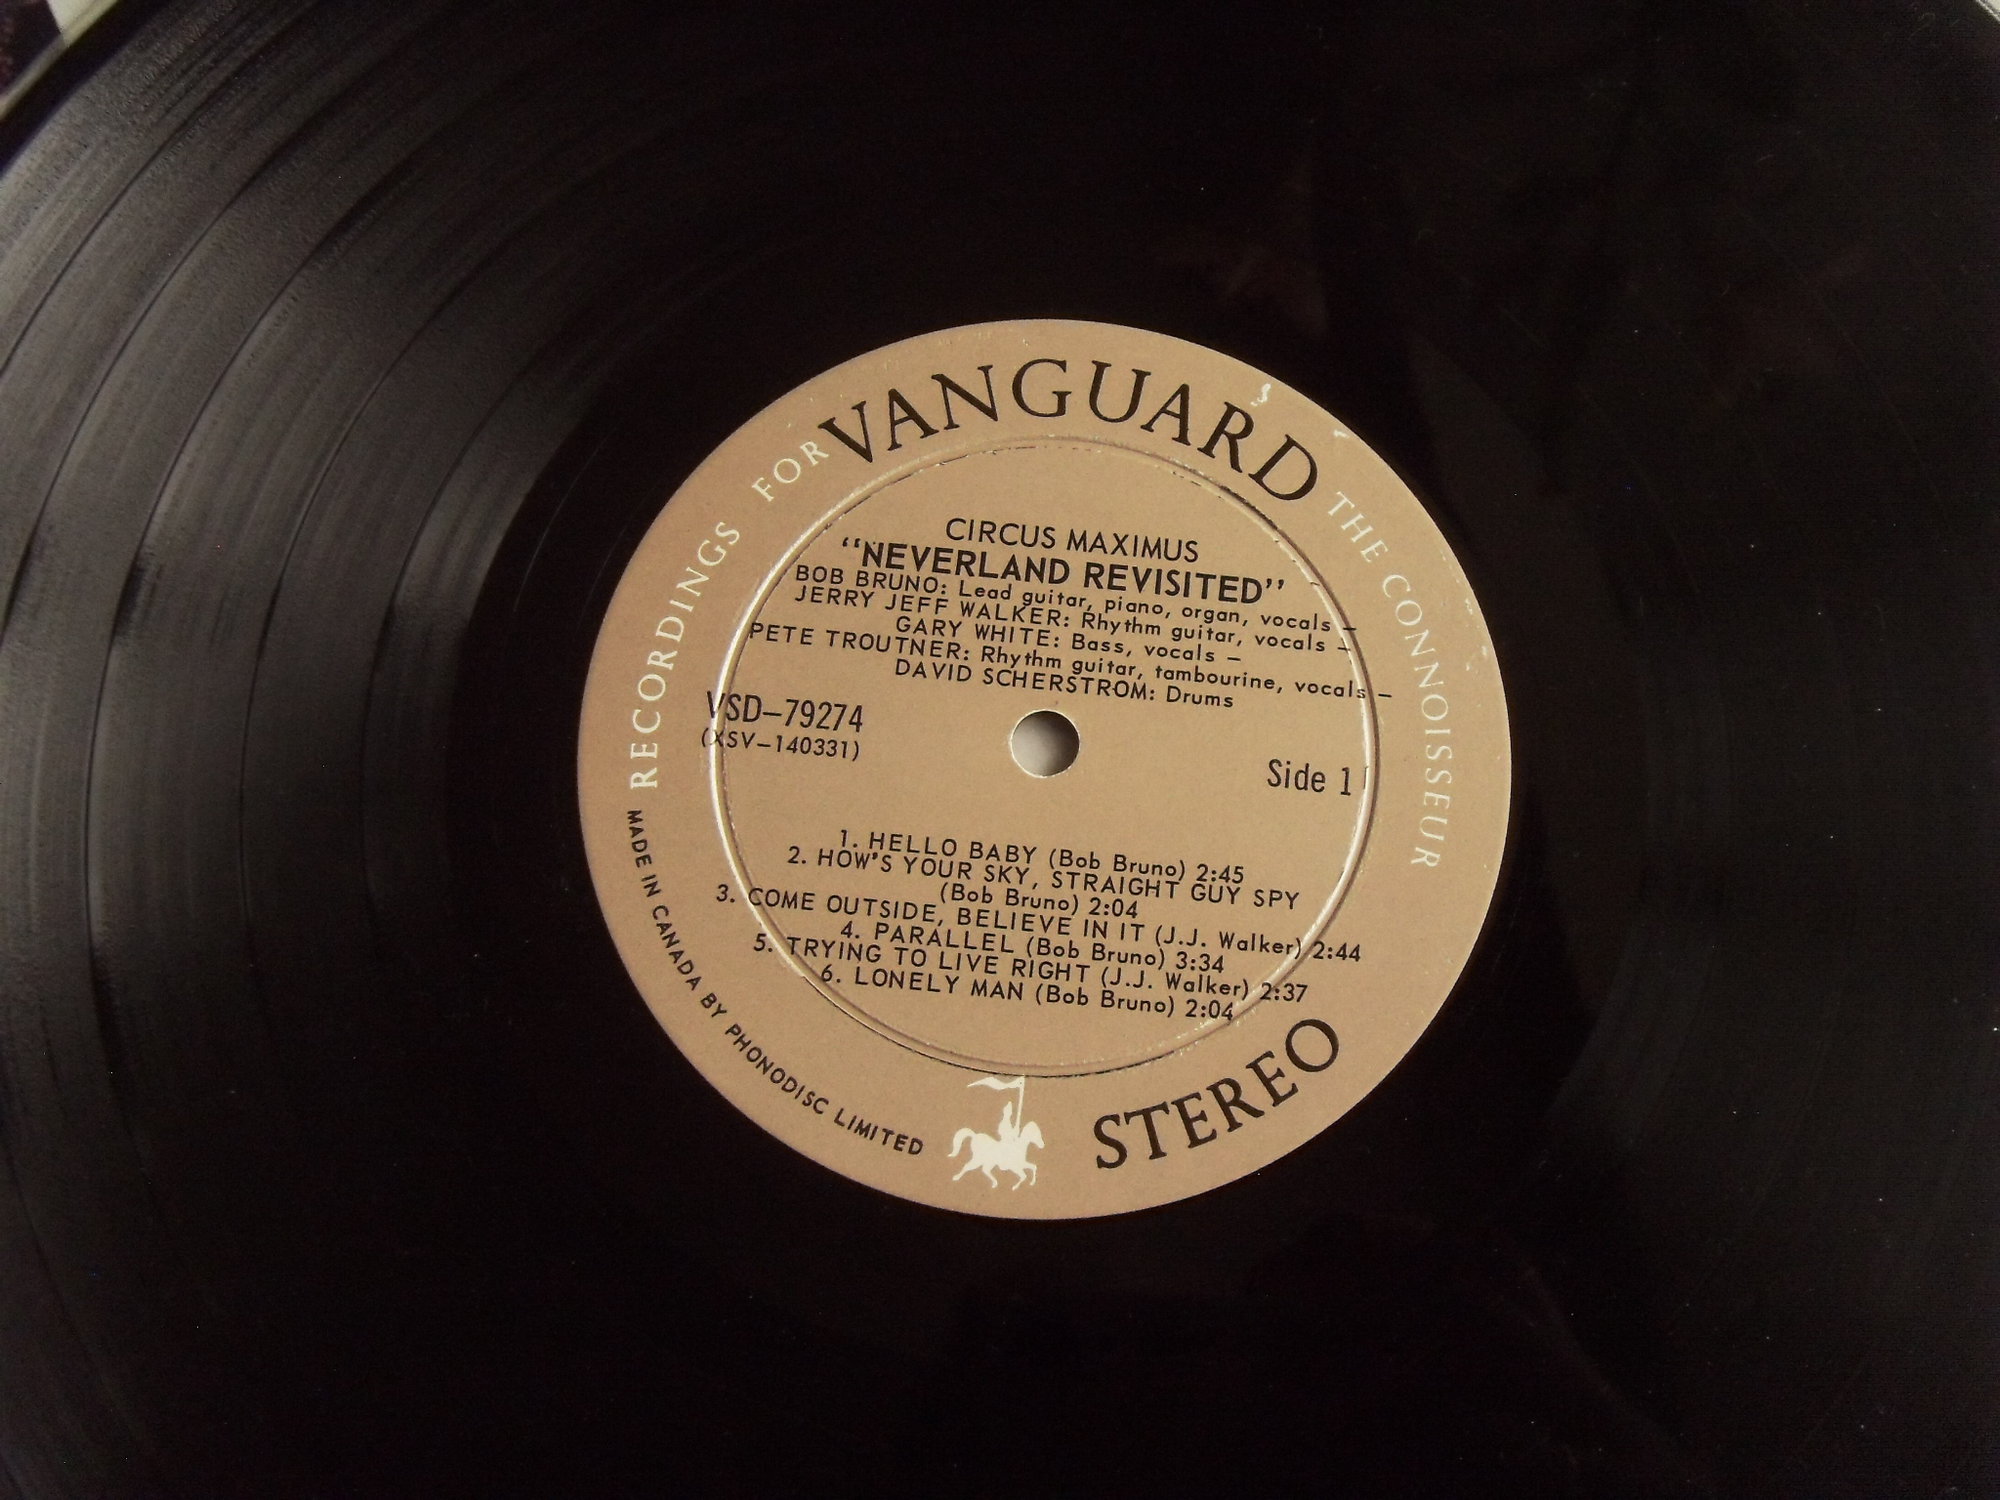 RECORDINGS FOR VANGUARD THE CONNOISSEUR
CIRCUS MAXIMUS
“NEVERLAND REVISITED”
BOB BRUNO: Lead guitar, piano, organ, vocals –
JERRY JEFF WALKER: Rhythm guitar, vocals –
GARY WHITE: Bass, vocals –
PETE TROUTNER: Rhythm guitar, tambourine, vocals –
DAVID SCHERSTROM: Drums
VSD–79274
(XSV–140331)
Side 1
1. HELLO BABY (Bob Bruno) 2:45
2. HOW'S YOUR SKY, STRAIGHT GUY SPY
(Bob Bruno) 2:04
3. COME OUTSIDE, BELIEVE IN IT (J.J. Walker) 2:44
4. PARALLEL (Bob Bruno) 3:34
5. TRYING TO LIVE RIGHT (J.J. Walker) 2:37
6. LONELY MAN (Bob Bruno) 2:04
MADE IN CANADA BY PHONODISC LIMITED
STEREO